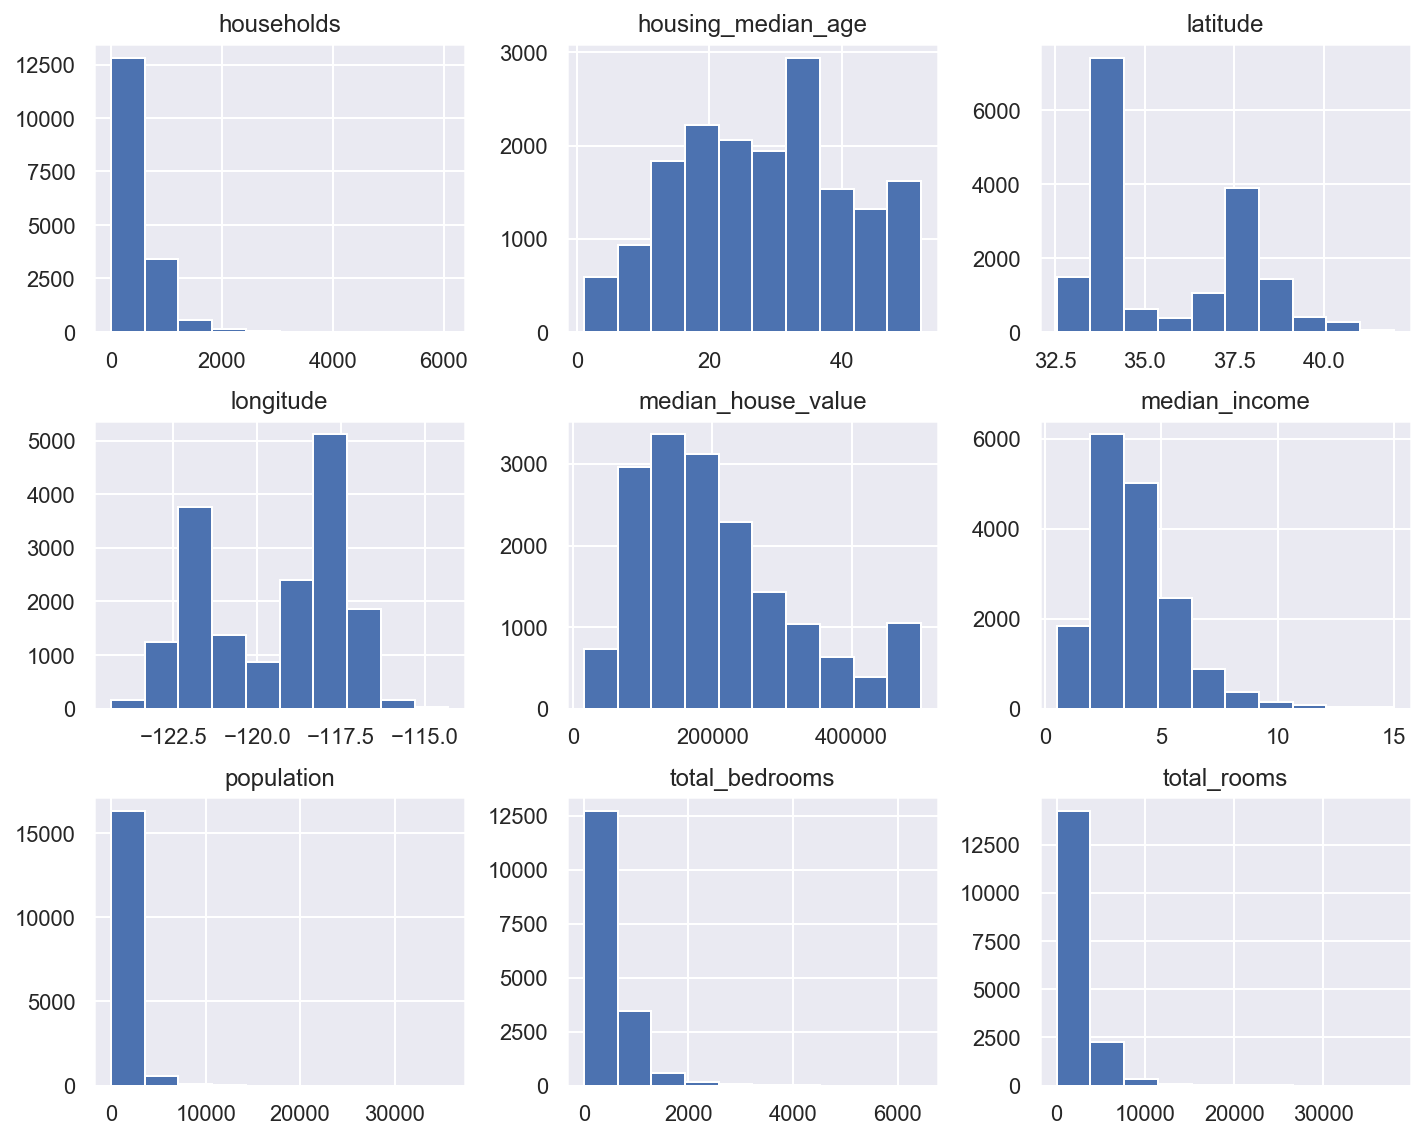 households housing_median_age latitude
12500 3000
10000 6000
7500 2000 4000
5000 1000 2000
2500
0 0 0
0 2000 4000 6000 0 20 40 32.5 35.0 37.5 40.0
longitude median_house_value median_income
5000 6000
4000 3000
3000 2000 4000
2000 1000 2000
1000
0 0 0
−122.5 −120.0 −117.5 −115.0 0 200000 400000 0 5 10 15
population total_bedrooms total_rooms
15000 12500 12500
10000 10000
10000 7500 7500
5000 5000 5000
2500 2500
0 0 0
0 10000 20000 30000 0 2000 4000 6000 0 10000 20000 30000